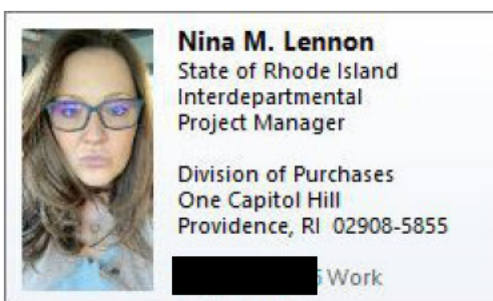 Nina M. Lennon
State of Rhode Island
Interdepartmental
Project Manager
Division of Purchases
One Capitol Hill
Providence, RI 02908-5855
Work